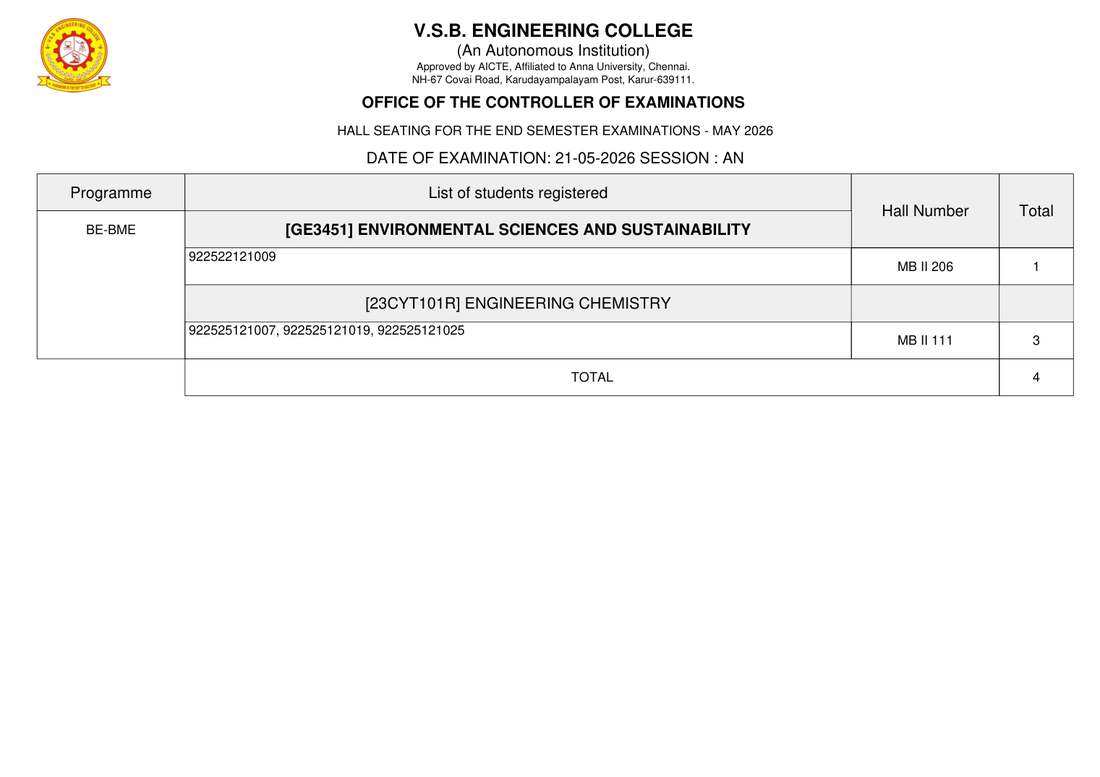 V.S.B. ENGINEERING COLLEGE
(An Autonomous Institution)
Approved by AICTE, Affiliated to Anna University, Chennai.
NH-67 Covai Road, Karudayampalayam Post, Karur-639111.
OFFICE OF THE CONTROLLER OF EXAMINATIONS
HALL SEATING FOR THE END SEMESTER EXAMINATIONS - MAY 2026
DATE OF EXAMINATION: 21-05-2026 SESSION : AN
Programme List of students registered Hall Number Total
BE-BME [GE3451] ENVIRONMENTAL SCIENCES AND SUSTAINABILITY
922522121009 MB II 206 1
[23CYT101R] ENGINEERING CHEMISTRY
922525121007, 922525121019, 922525121025 MB II 111 3
TOTAL 4